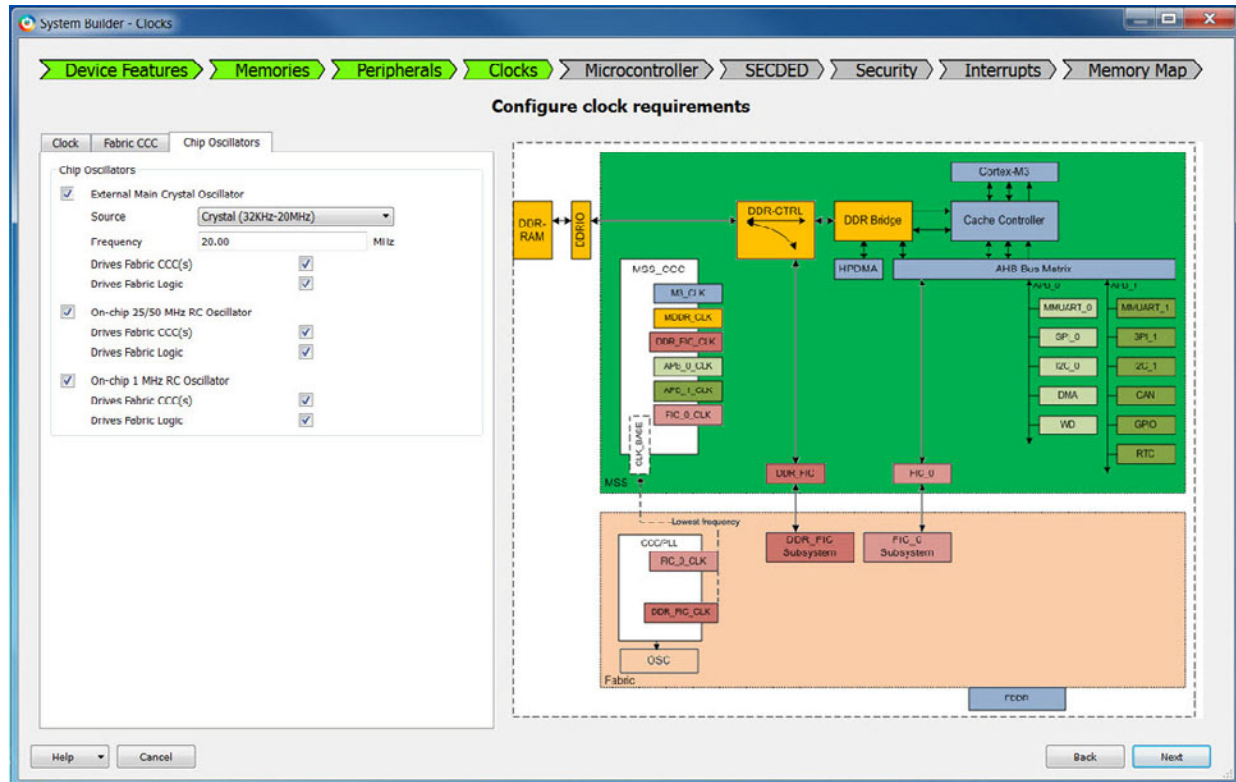 System Builder - Clocks
Device Features
Memories
Peripherals
Clocks
Microcontroller
SECDED
Security
Interrupts
Memory Map
Configure clock requirements
Clock
Fabric CCC
Chip Oscillators
Chip Oscillators
External Main Crystal Oscillator
Source
Crystal (32KHz-20MHz)
Frequency
20.00
MHz
Drives Fabric CCC(s)
Drives Fabric Logic
On-chip 25/50 MHz RC Oscillator
Drives Fabric CCC(s)
Drives Fabric Logic
On-chip 1 MHz RC Oscillator
Drives Fabric CCC(s)
Drives Fabric Logic
Cortex-M3
DDR-RAM
DDRIO
DDR-CTRL
DDR Bridge
Cache Controller
MSS_CCC
HPDMA
AHB Bus Matrix
M3_CLK
MDDR_CLK
DDR_FIC_CLK
APB_0_CLK
APB_1_CLK
FIC_0_CLK
CLK_BASE
APB_0
APB_1
MMUART_0
MMUART_1
SPI_0
SPI_1
I2C_0
I2C_1
DMA
CAN
WD
GPIO
RTC
MSS
DDR_FIC
FIC_0
Lowest frequency
CCC/PLL
FIC_0_CLK
DDR_FIC_CLK
DDR_FIC
Subsystem
FIC_0
Subsystem
OSC
Fabric
FDDR
Help
Cancel
Back
Next